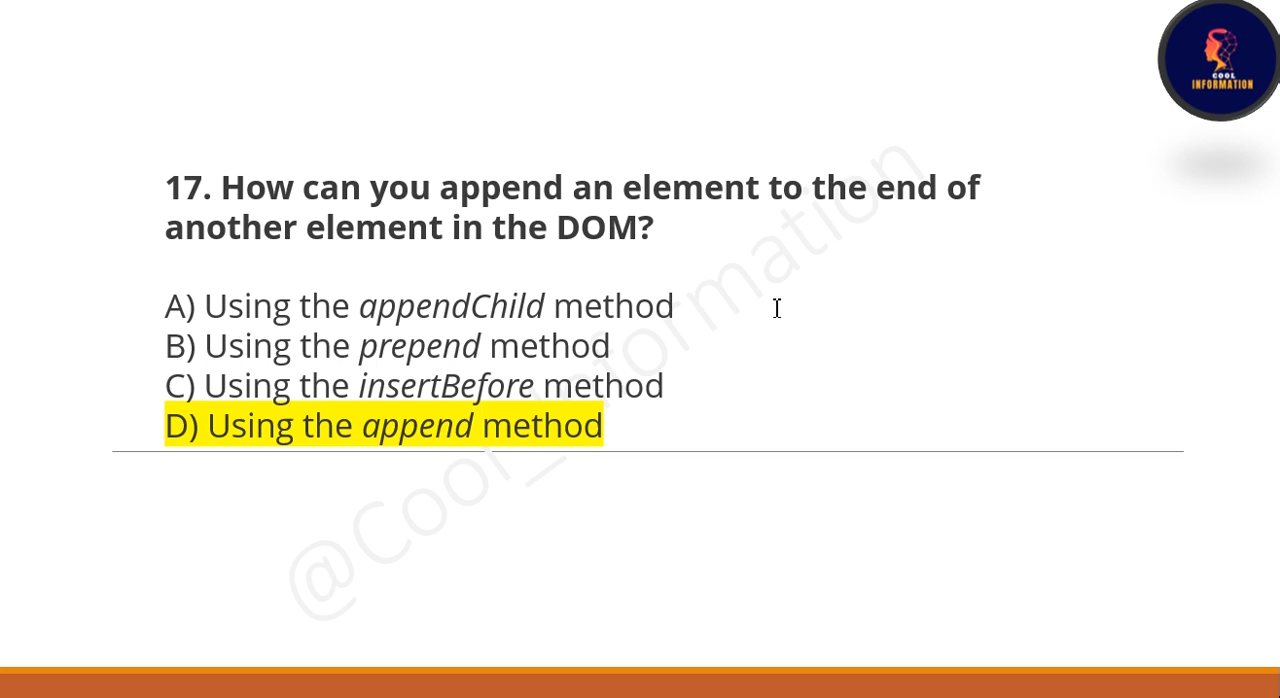 COOL
INFORMATION
17. How can you append an element to the end of
another element in the DOM?
A) Using the appendChild method
B) Using the prepend method
C) Using the insertBefore method
D) Using the append method
@Cool_Information